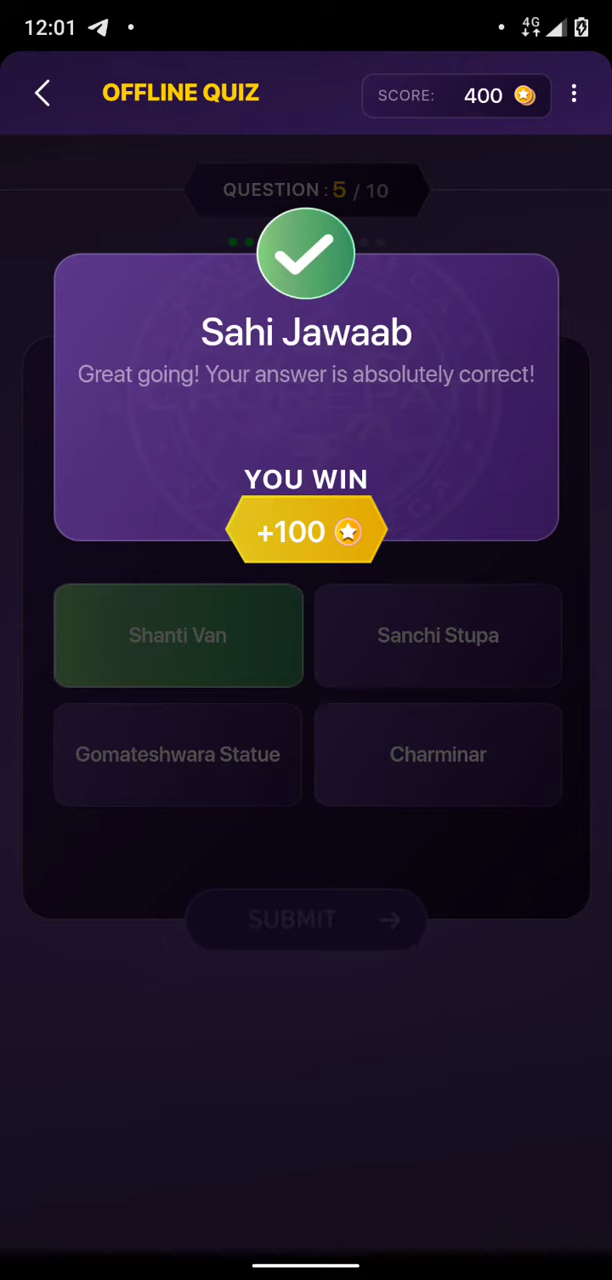 12:01
4G
OFFLINE QUIZ
SCORE: 400
QUESTION : 5 / 10
Sahi Jawaab
Great going! Your answer is absolutely correct!
YOU WIN
+100
Shanti Van
Sanchi Stupa
Gomateshwara Statue
Charminar
SUBMIT